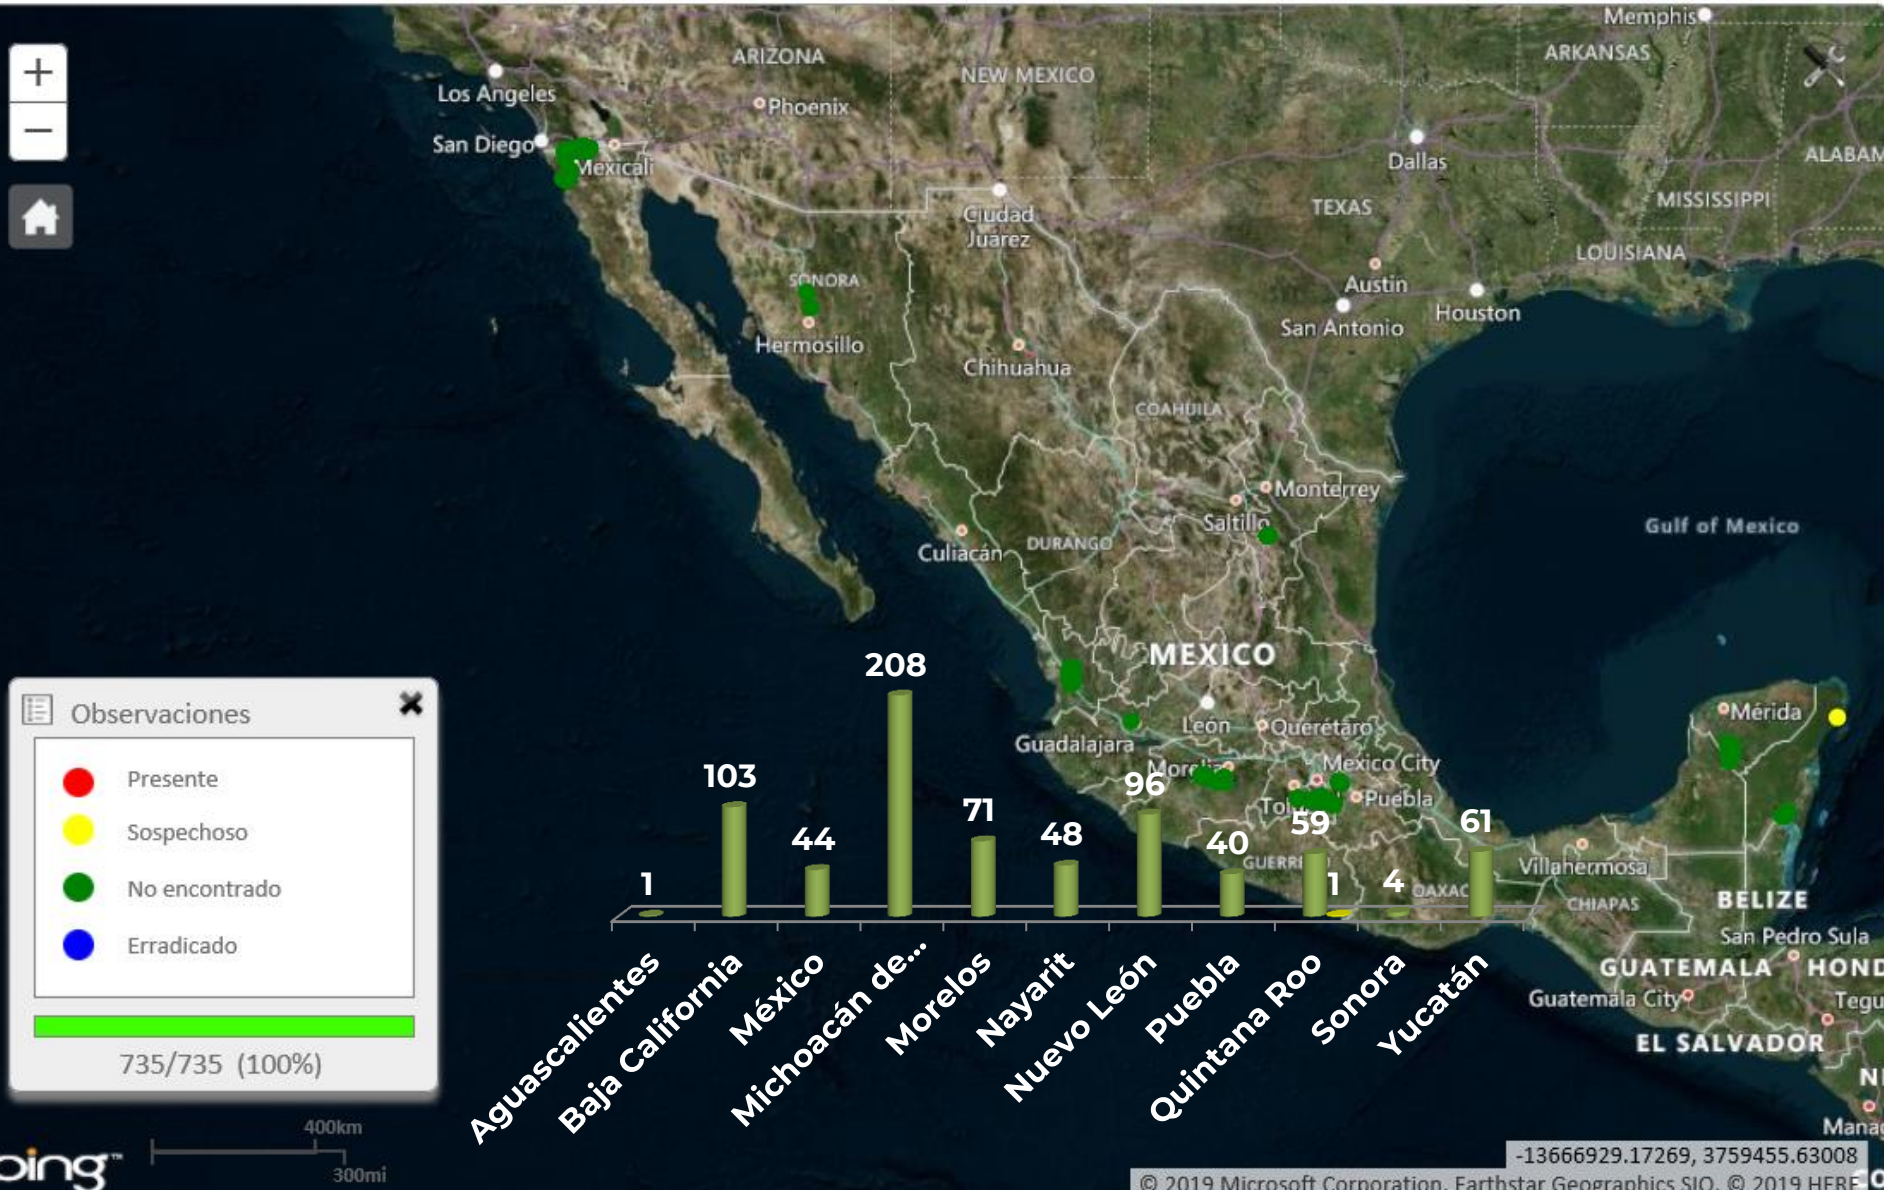 Memphis
ARIZONA
NEW MEXICO
ARKANSAS
+
Los Angeles
Phoenix
−
San Diego
Mexicali
Dallas
ALABAM
TEXAS
MISSISSIPPI
Ciudad
Juarez
LOUISIANA
SONORA
Austin
Houston
San Antonio
Hermosillo
Chihuahua
COAHUILA
Monterrey
Saltillo
Gulf of Mexico
Culiacán
DURANGO
MEXICO
León
Querétaro
Mérida
Guadalajara
Mexico City
Puebla
Villahermosa
CHIAPAS
BELIZE
San Pedro Sula
GUATEMALA
HOND
Guatemala City
Tegu
EL SALVADOR
NI
Mana
Observaciones
Presente
Sospechoso
No encontrado
Erradicado
735/735 (100%)
1
103
44
208
71
48
96
40
59
1
4
61
Aguascalientes
Baja California
México
Michoacán de...
Morelos
Nayarit
Nuevo León
Puebla
Quintana Roo
Sonora
Yucatán
400km
300mi
bing™
-13666929.17269, 3759455.63008
© 2019 Microsoft Corporation, Earthstar Geographics SIO, © 2019 HERE